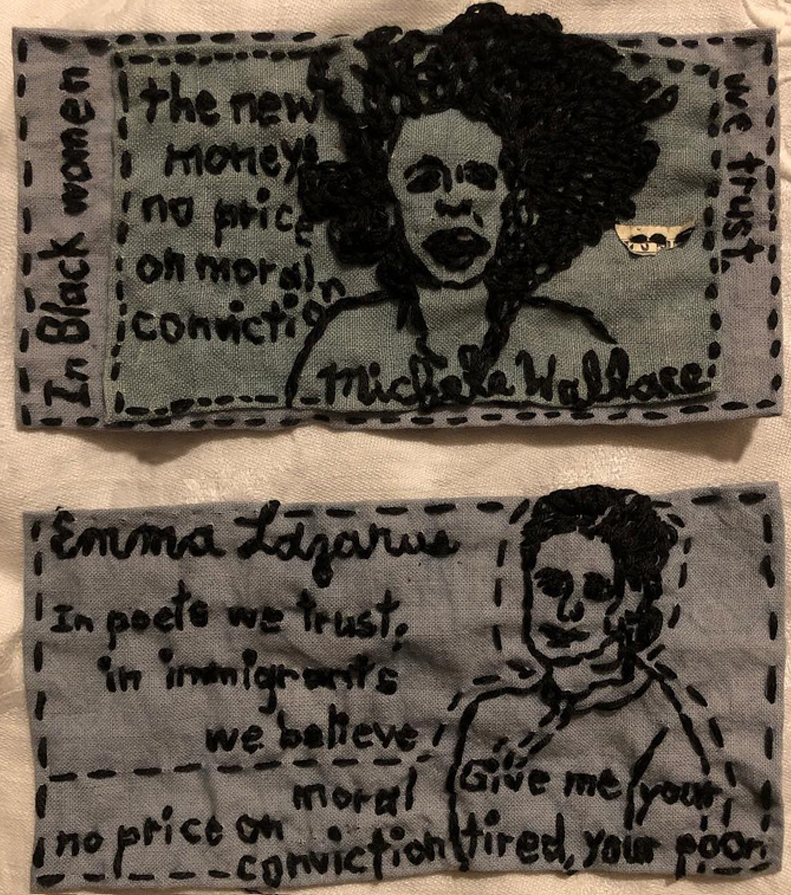 In Black women
the new
money:
no price
on moral
conviction
we trust.
Michele Wallace
Emma Lazarus
In poets we trust,
in immigrants
we believe
moral
no price on
conviction
Give me your
tired, your poor